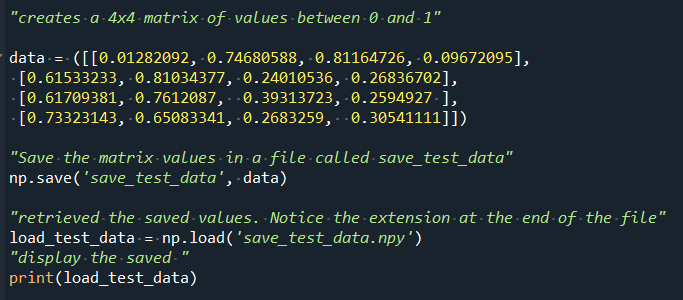 "creates a 4x4 matrix of values between 0 and 1"
data = ([[0.01282092, 0.74680588, 0.81164726, 0.09672095],
[0.61533233, 0.81034377, 0.24010536, 0.26836702],
[0.61709381, 0.7612087, 0.39313723, 0.2594927 ],
[0.73323143, 0.65083341, 0.2683259, 0.30541111]])
"Save the matrix values in a file called save_test_data"
np.save('save_test_data', data)
"retrieved the saved values. Notice the extension at the end of the file"
load_test_data = np.load('save_test_data.npy')
"display the saved "
print(load_test_data)